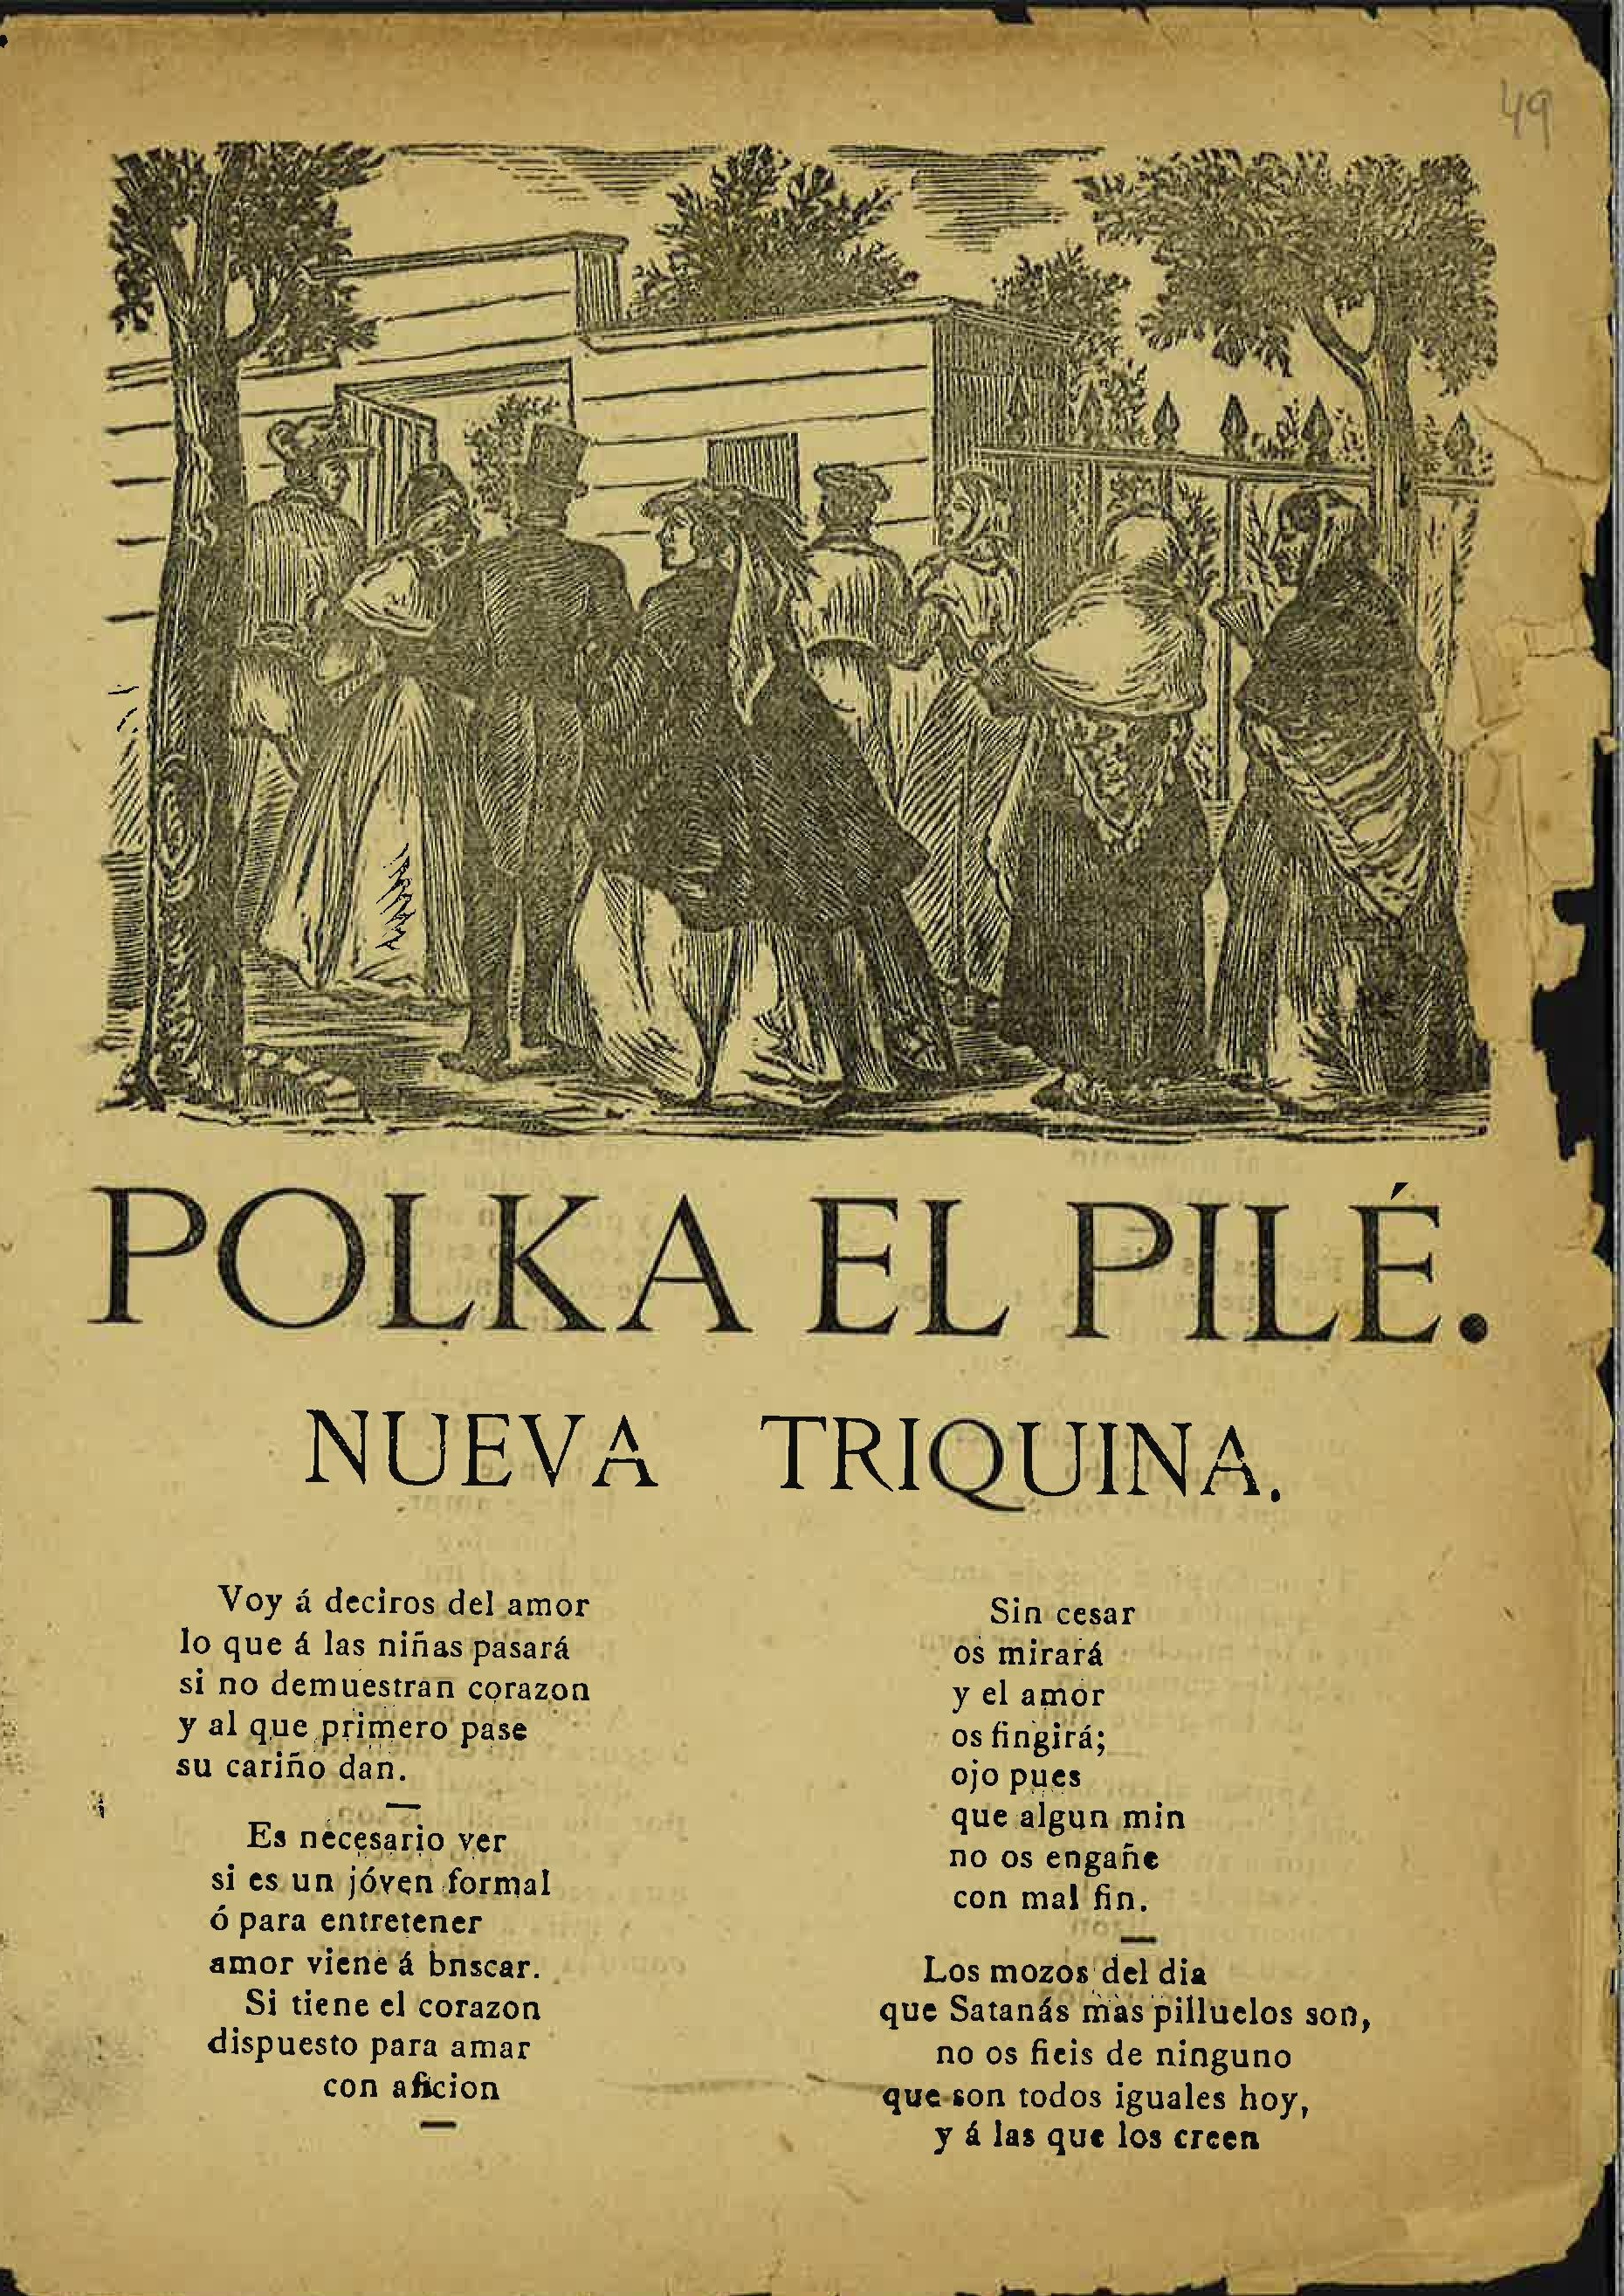 49
POLKA EL PILÉ.
NUEVA TRIQUINA.
Voy á deciros del amor
lo que á las niñas pasará
si no demuestran corazon
y al que primero pase
su cariño dan.
Es necesario ver
si es un jóven formal
ó para entretener
amor viene á bnscar.
Si tiene el corazon
dispuesto para amar
con aficion
Sin cesar
os mirará
y el amor
os fingirá;
ojo pues
que algun min
no os engañe
con mal fin.
Los mozos del dia
que Satanás mas pilluelos son,
no os fieis de ninguno
que son todos iguales hoy,
y á las que los creen